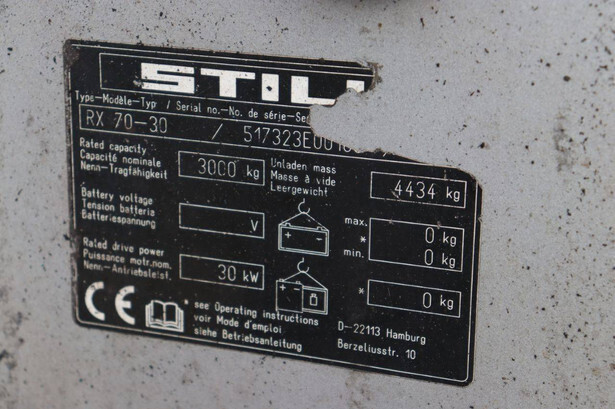 STILL
Type-Modèle-Typ / Serial no.-No. de série-Se
RX 70-30 / 517323E001
Rated capacity
Capacité nominale
Nenn-Tragfähigkeit
3000 kg
Unladen mass
Masse à vide
Leergewicht
4434 kg
Battery voltage
Tension batterie
Batteriespannung
V
max. 0 kg
*
min. 0 kg
Rated drive power
Puissance motr.nom.
Nenn-Antriebsleist.
30 kW
* 0 kg
CE
* see Operating instructions
voir Mode d'emploi
siehe Betriebsanleitung
D-22113 Hamburg
Berzeliusstr. 10